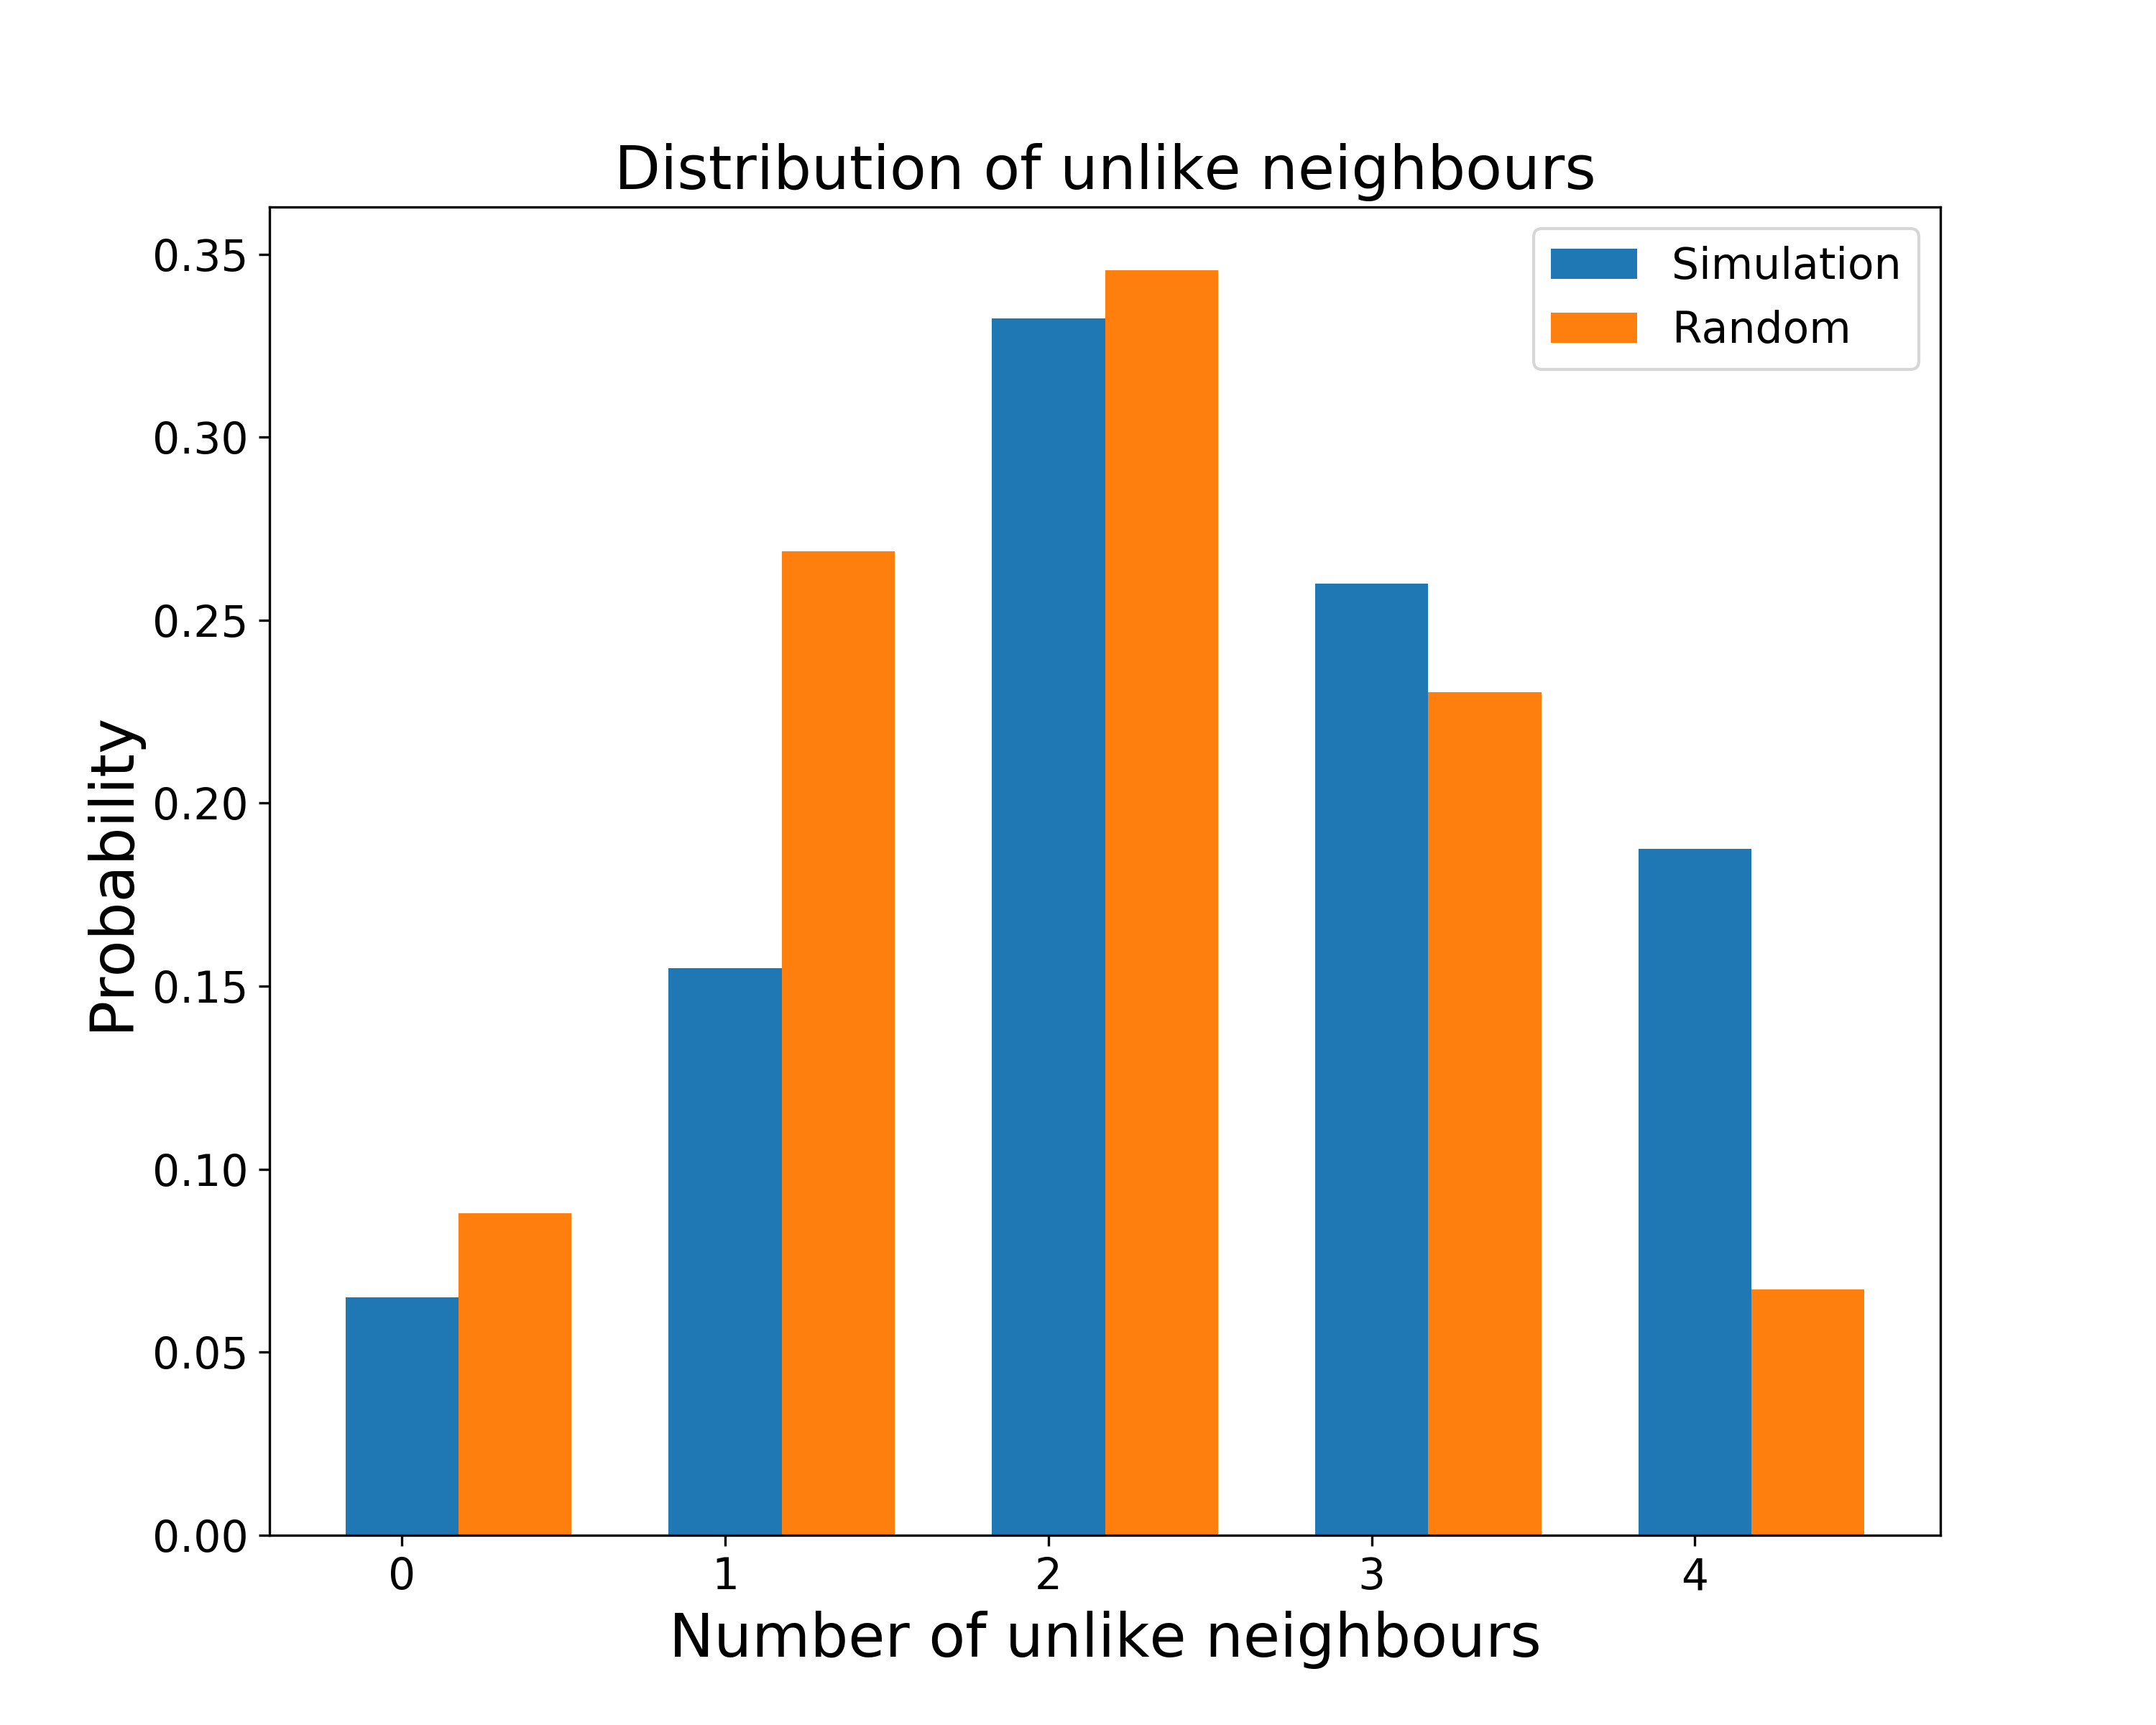 Distribution of unlike neighbours
Simulation
Random
Probability
0.35
0.30
0.25
0.20
0.15
0.10
0.05
0.00
0 1 2 3 4
Number of unlike neighbours